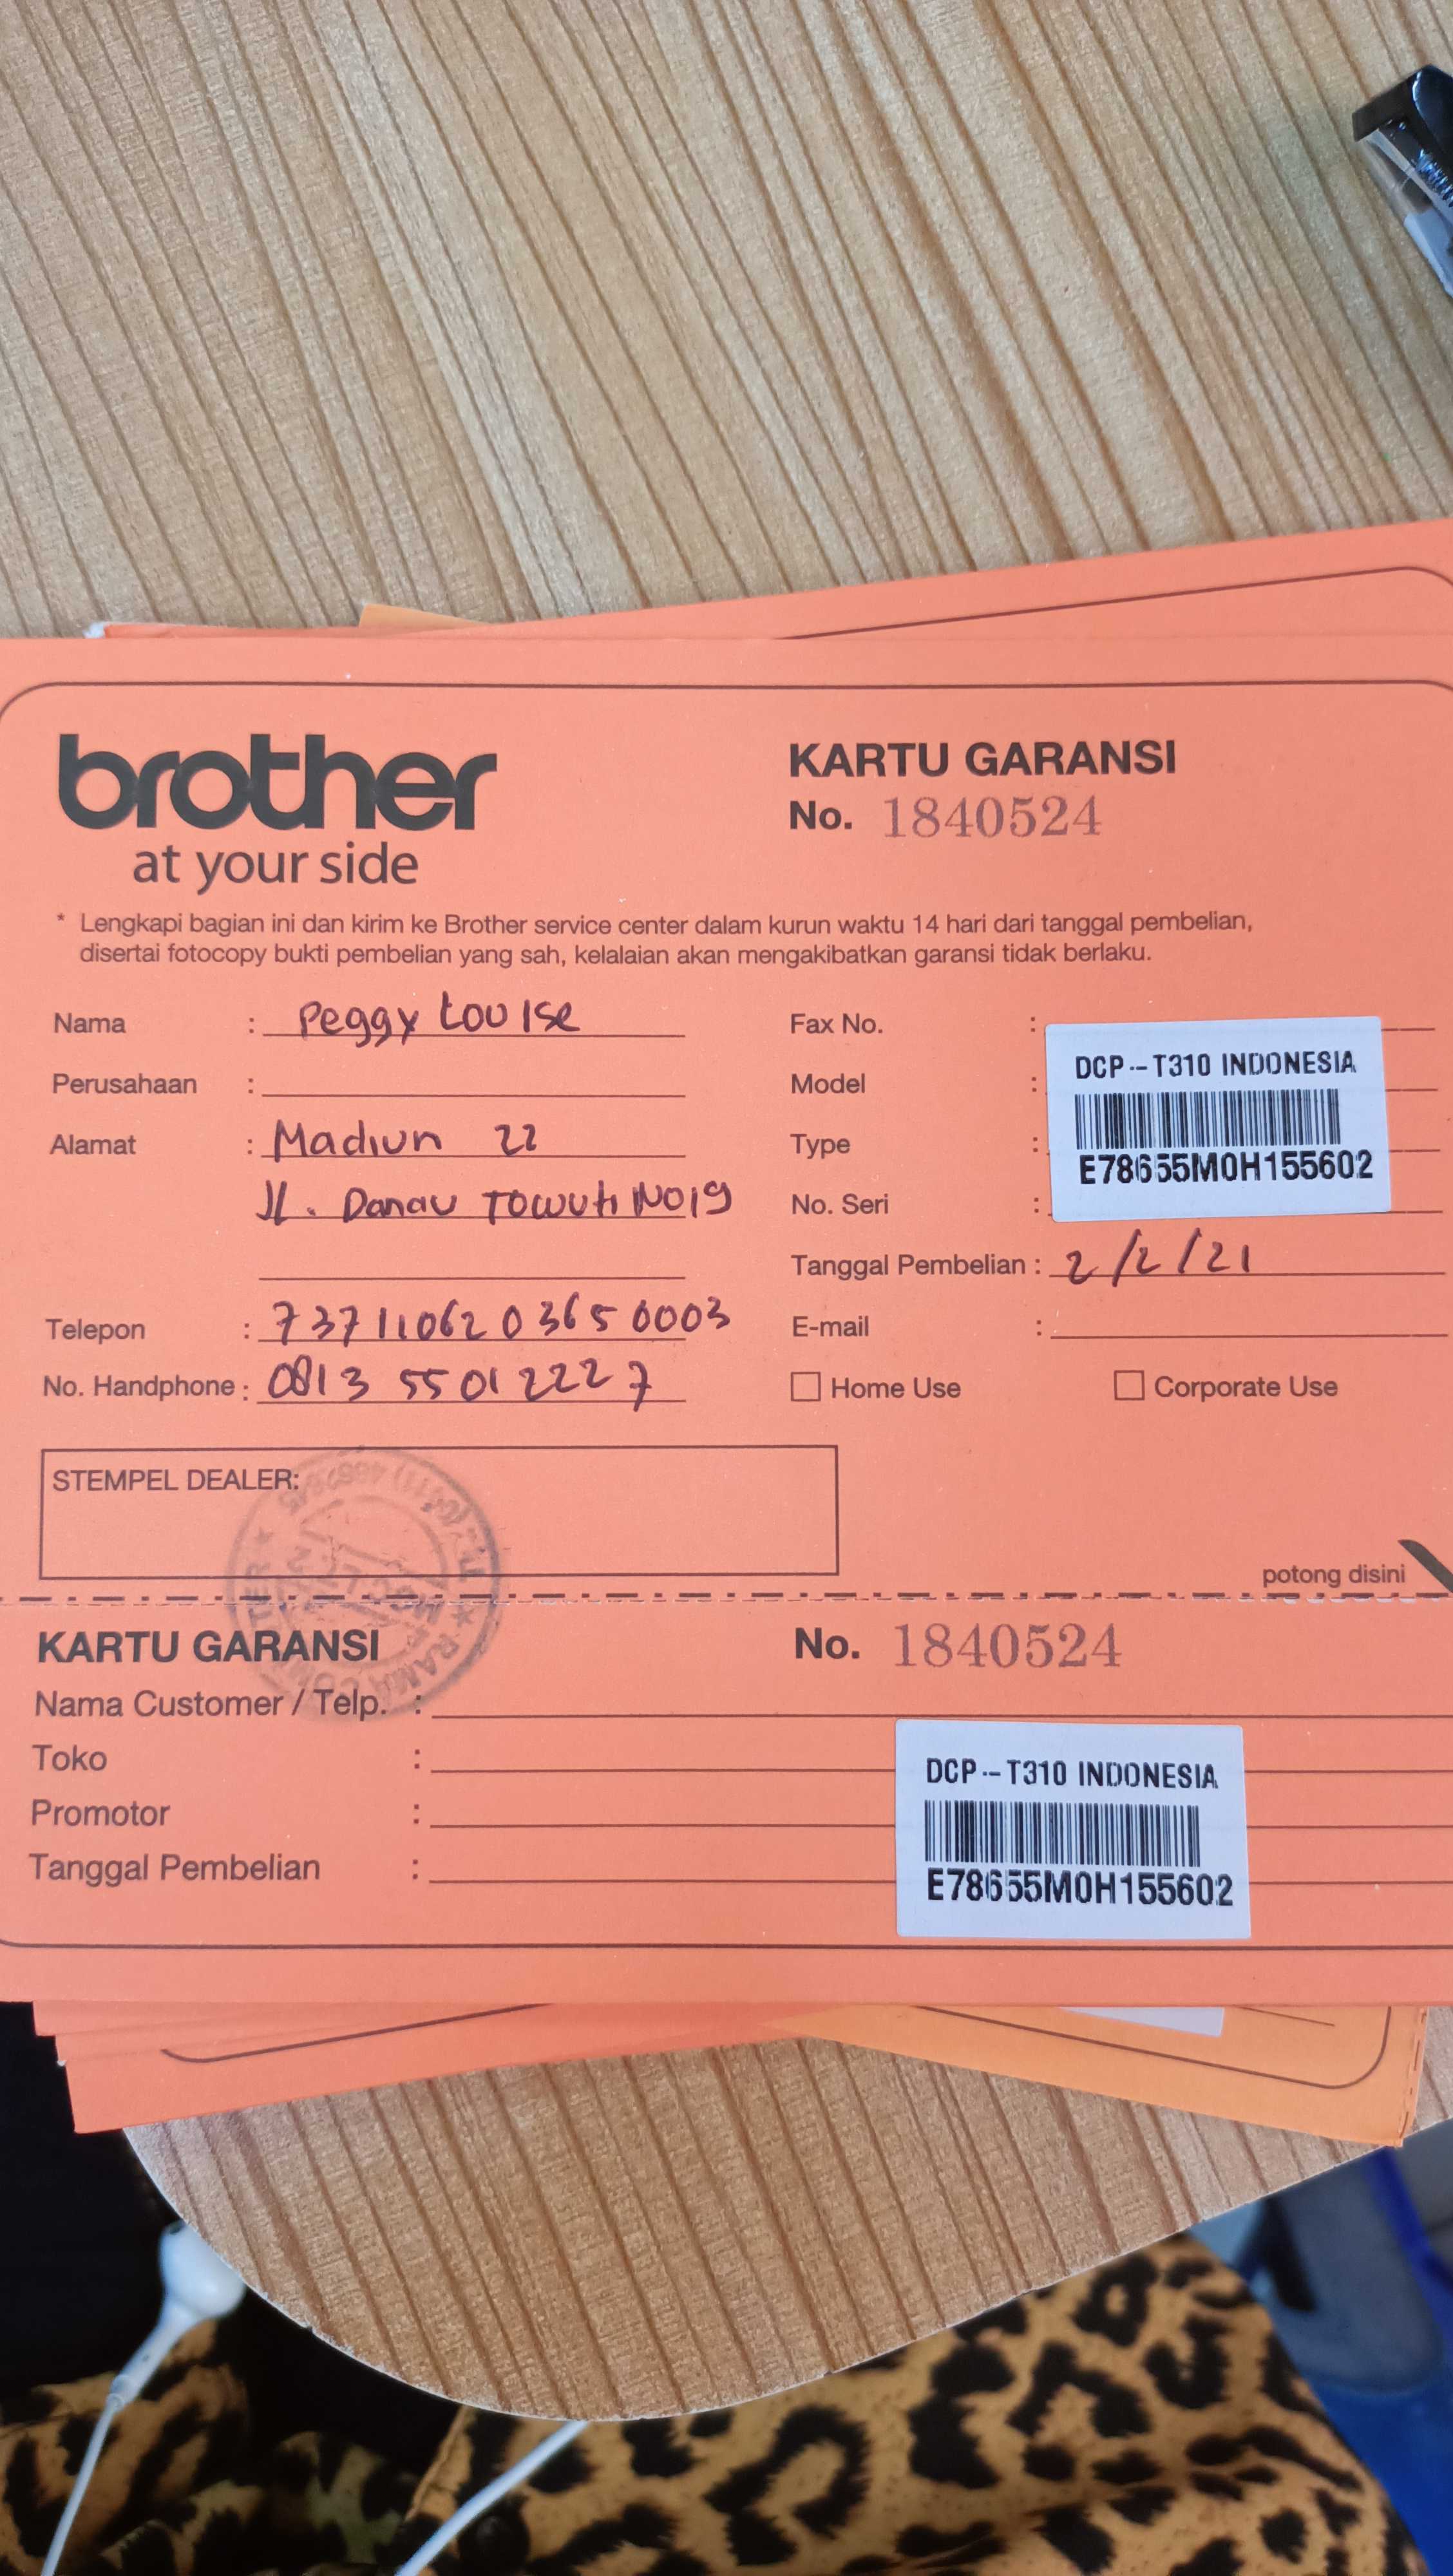 brother
at your side
KARTU GARANSI
No. 1840524
* Lengkapi bagian ini dan kirim ke Brother service center dalam kurun waktu 14 hari dari tanggal pembelian,
disertai fotocopy bukti pembelian yang sah, kelalaian akan mengakibatkan garansi tidak berlaku.
Nama : Peggy Louise
Perusahaan :
Alamat : Madiun 22
Jl. Danau Towuti No19
Telepon : 7371106203650003
No. Handphone : 0813 5501 2227
Fax No. :
Model :
Type :
No. Seri :
DCP-T310 INDONESIA
E78655M0H155602
Tanggal Pembelian : 2/2/21
E-mail :
Home Use
Corporate Use
STEMPEL DEALER:
potong disini
KARTU GARANSI
No. 1840524
Nama Customer / Telp. :
Toko :
Promotor :
Tanggal Pembelian :
DCP-T310 INDONESIA
E78655M0H155602